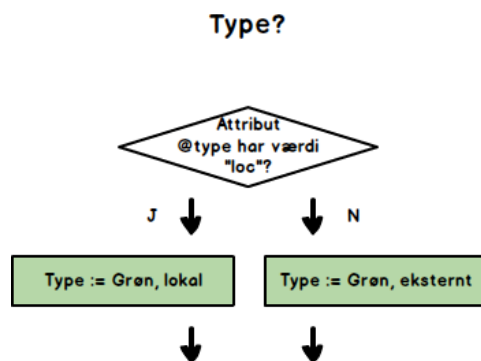 Type?
Attribut
@type har værdi
"loc"?
J
N
Type := Grøn, lokal
Type := Grøn, eksternt